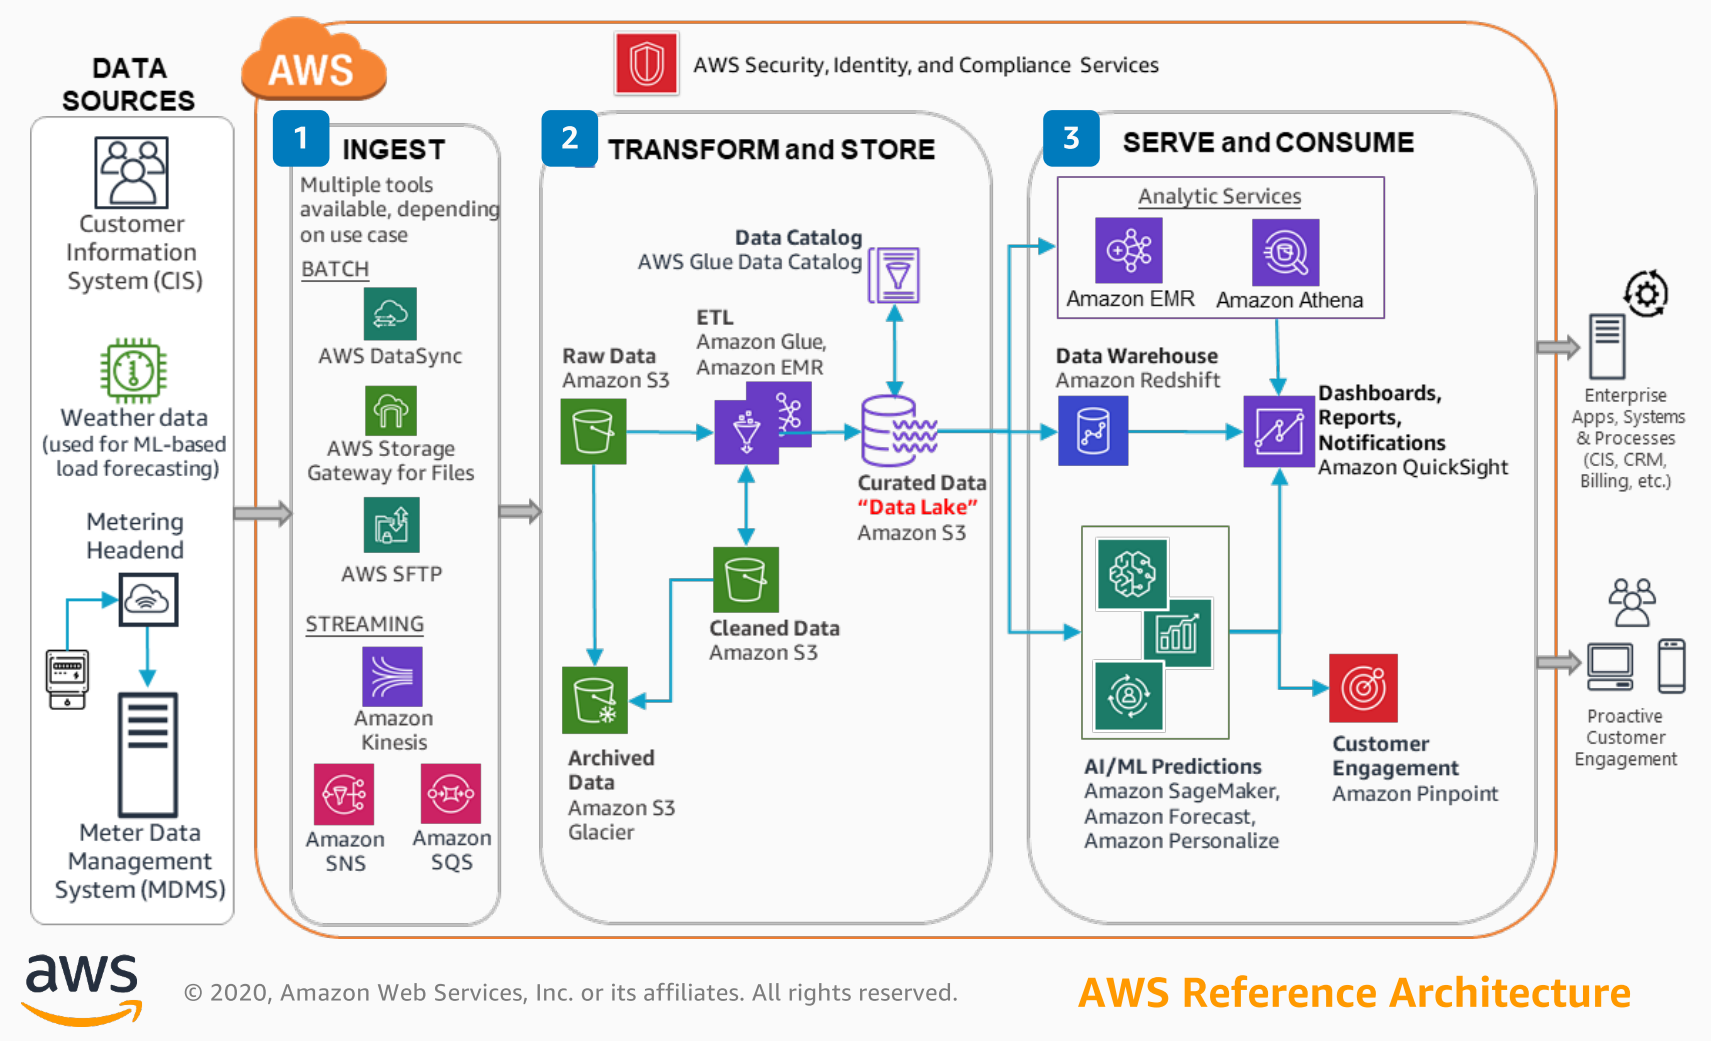 DATA
SOURCES
Customer
Information
System (CIS)
Weather data
(used for ML-based
load forecasting)
Metering
Headend
Meter Data
Management
System (MDMS)
AWS
AWS Security, Identity, and Compliance Services
1
INGEST
Multiple tools
available, depending
on use case
BATCH
AWS DataSync
AWS Storage
Gateway for Files
AWS SFTP
STREAMING
Amazon
Kinesis
Amazon
SNS
Amazon
SQS
2
TRANSFORM and STORE
Data Catalog
AWS Glue Data Catalog
ETL
Amazon Glue,
Amazon EMR
Raw Data
Amazon S3
Curated Data
“Data Lake”
Amazon S3
Cleaned Data
Amazon S3
Archived
Data
Amazon S3
Glacier
3
SERVE and CONSUME
Analytic Services
Amazon EMR
Amazon Athena
Data Warehouse
Amazon Redshift
Dashboards,
Reports,
Notifications
Amazon QuickSight
AI/ML Predictions
Amazon SageMaker,
Amazon Forecast,
Amazon Personalize
Customer
Engagement
Amazon Pinpoint
Enterprise
Apps, Systems
& Processes
(CIS, CRM,
Billing, etc.)
Proactive
Customer
Engagement
aws
© 2020, Amazon Web Services, Inc. or its affiliates. All rights reserved.
AWS Reference Architecture